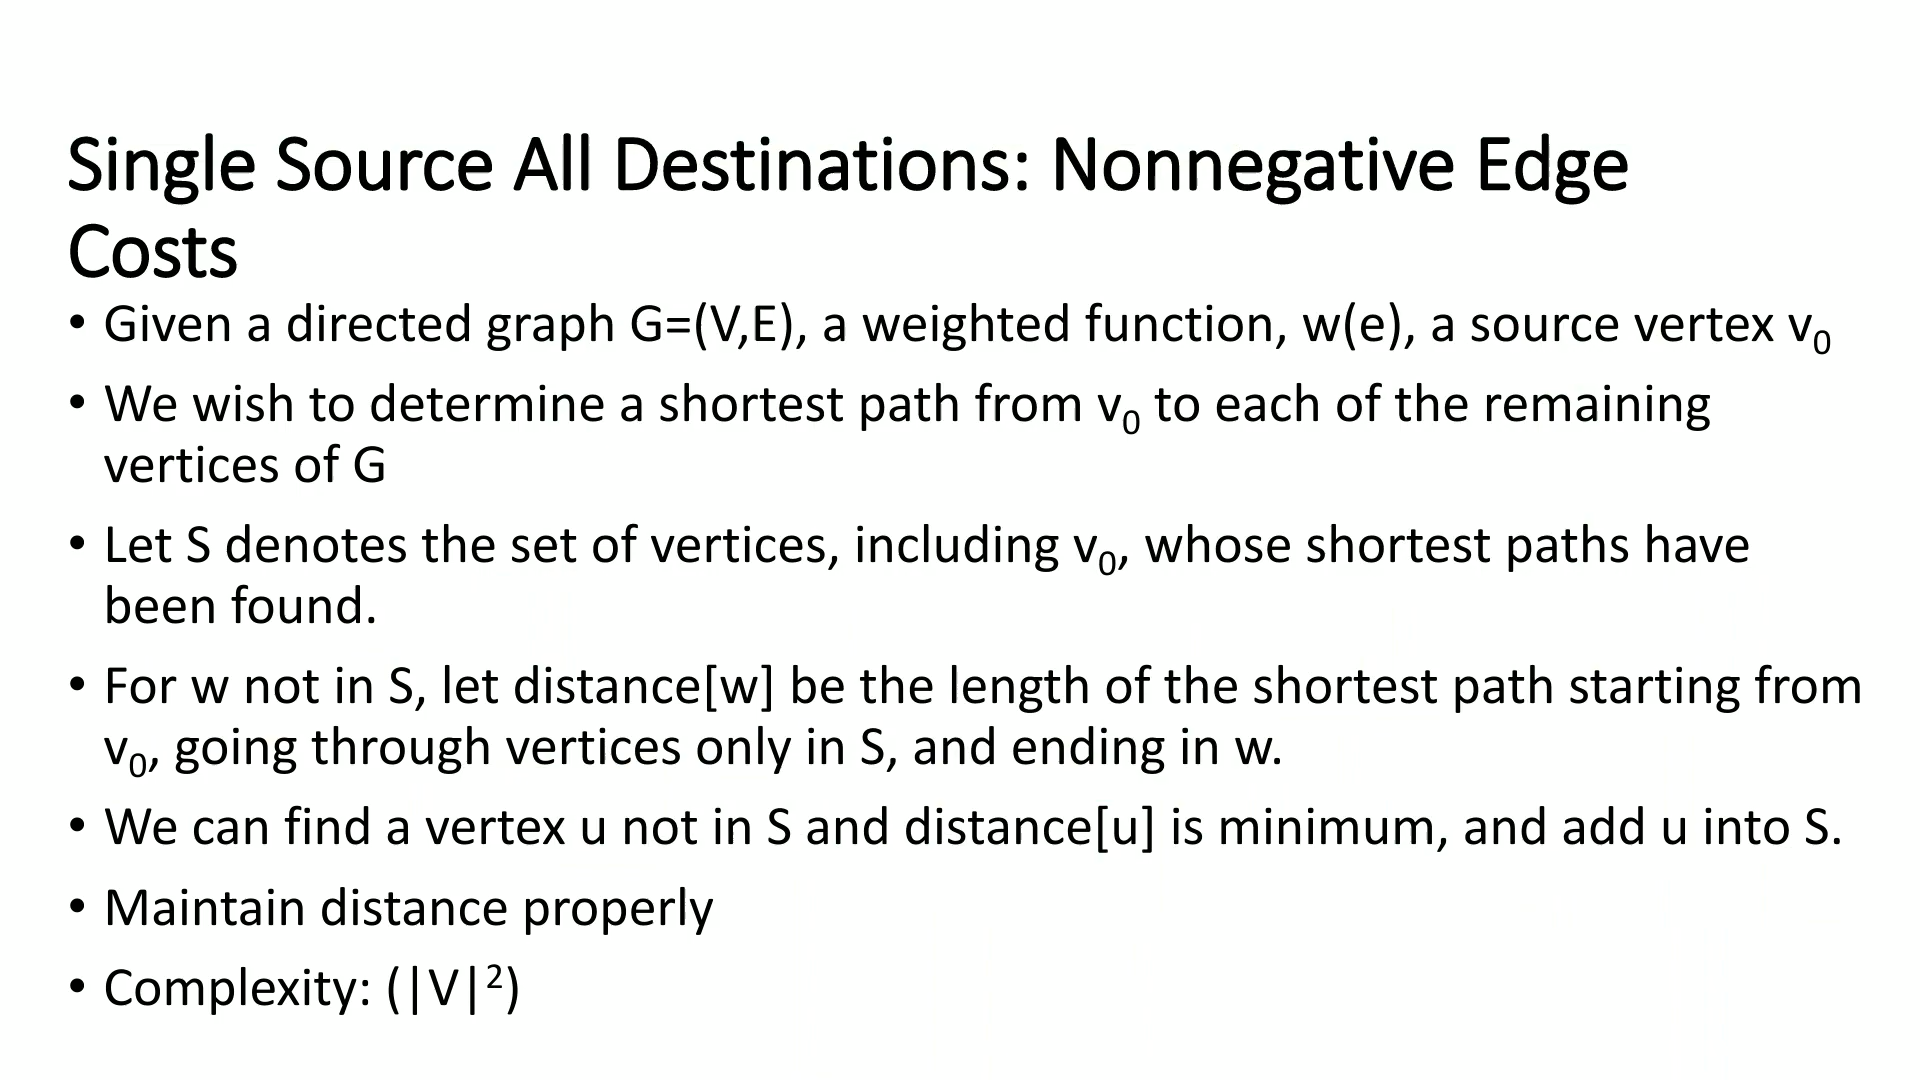 Single Source All Destinations: Nonnegative Edge
Costs
• Given a directed graph G=(V,E), a weighted function, w(e), a source vertex v₀
• We wish to determine a shortest path from v₀ to each of the remaining
vertices of G
• Let S denotes the set of vertices, including v₀, whose shortest paths have
been found.
• For w not in S, let distance[w] be the length of the shortest path starting from
v₀, going through vertices only in S, and ending in w.
• We can find a vertex u not in S and distance[u] is minimum, and add u into S.
• Maintain distance properly
• Complexity: (|V|²)